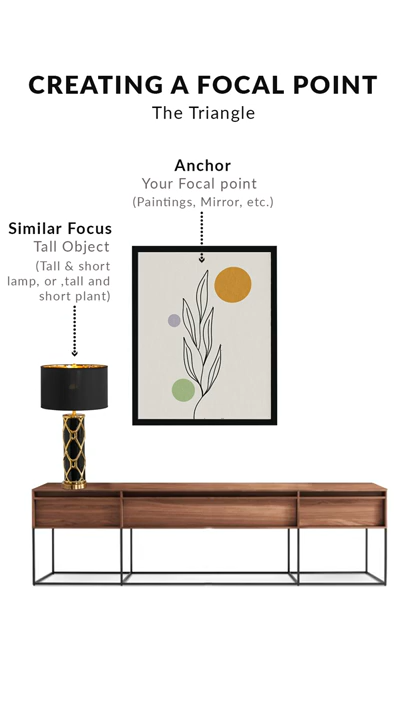 CREATING A FOCAL POINT
The Triangle
Anchor
Your Focal point
(Paintings, Mirror, etc.)
Similar Focus
Tall Object
(Tall & short
lamp, or ,tall and
short plant)